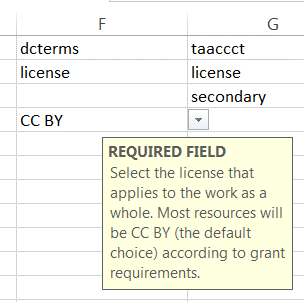 F G
dcterms taaccct
license license
secondary
CC BY
REQUIRED FIELD
Select the license that
applies to the work as a
whole. Most resources will
be CC BY (the default
choice) according to grant
requirements.